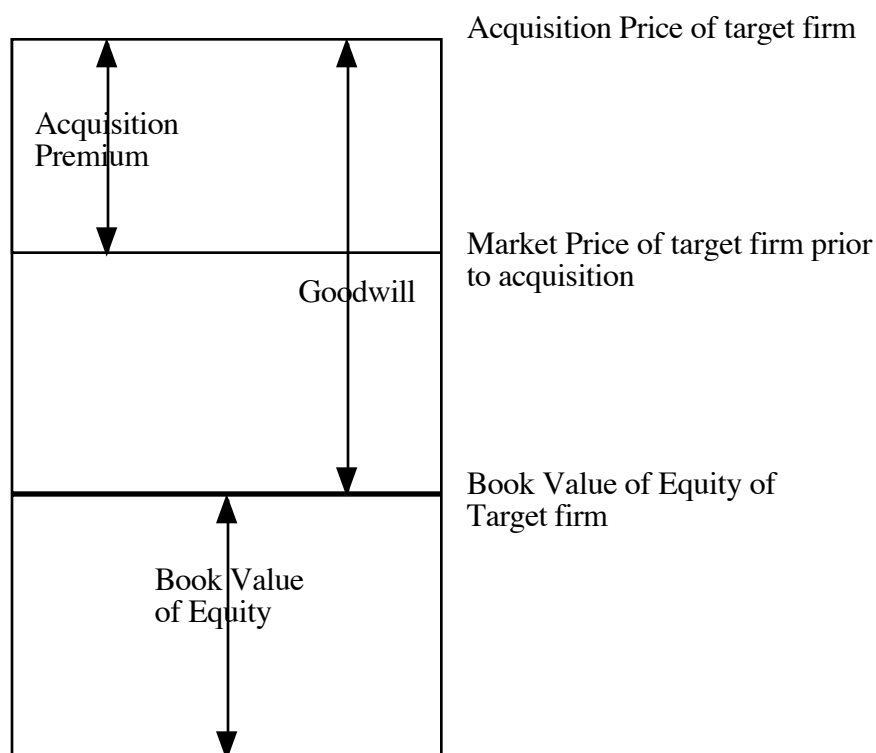 Acquisition Price of target firm
Acquisition
Premium
Market Price of target firm prior
to acquisition
Goodwill
Book Value of Equity of
Target firm
Book Value
of Equity